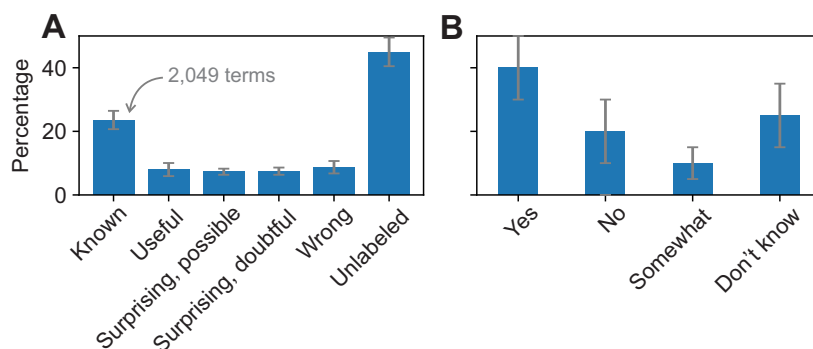 A
B
Percentage
40
20
0
2,049 terms
Known
Useful
Surprising, possible
Surprising, doubtful
Wrong
Unlabeled
Yes
No
Somewhat
Don't know